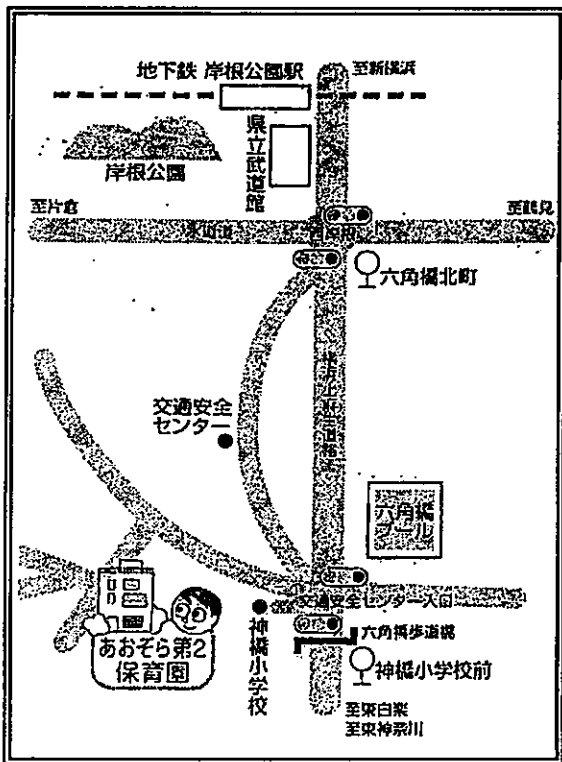 地下鉄 岸根公園駅
至新横浜
県立武道館
岸根公園
至片倉
至鶴見
六角橋北町
交通安全
センター
六角橋
プール
交通安全センター入口
あおぞら第2
保育園
神橋小学校
六角橋歩道橋
神橋小学校前
至東白楽
至東神奈川